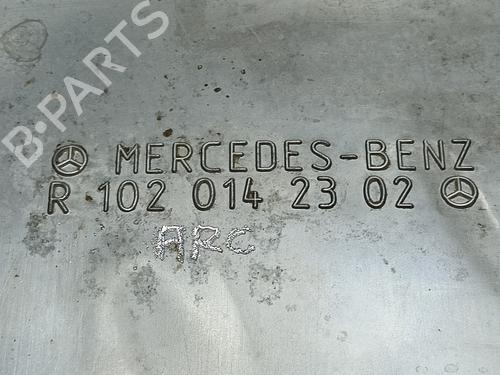 B-PARTS
MERCEDES-BENZ
R 102 014 23 02
ARC